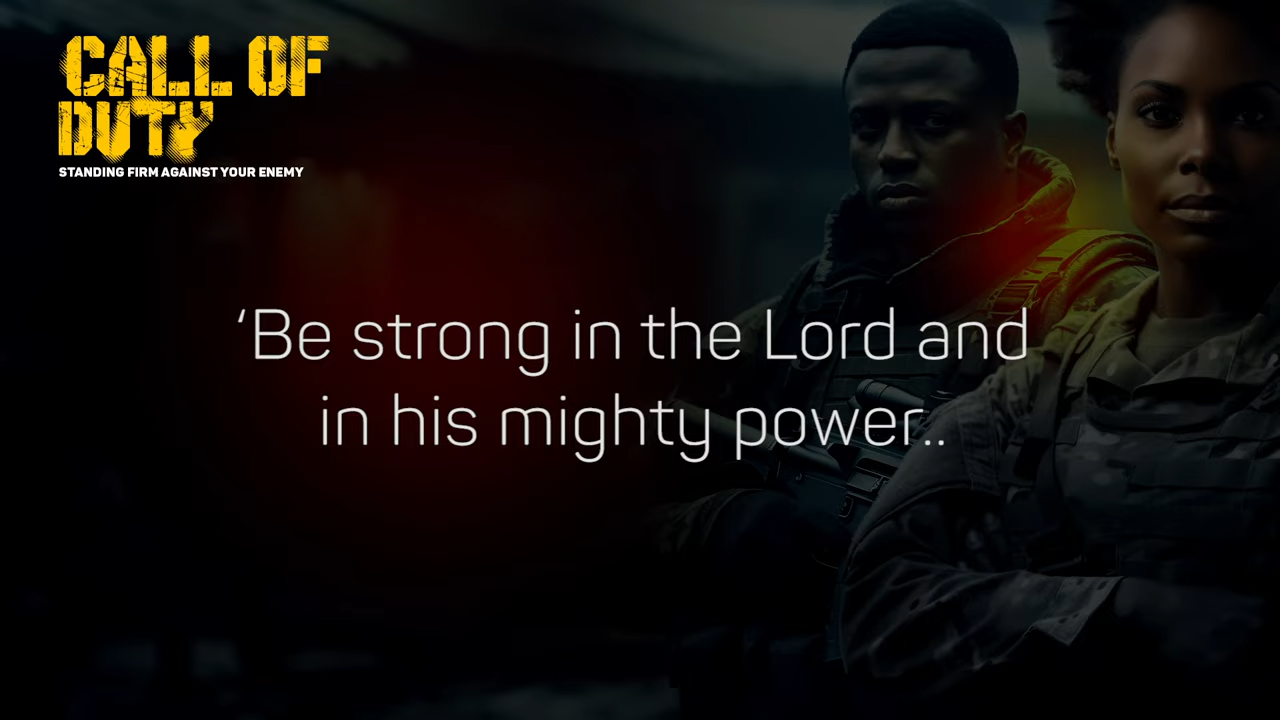 CALL OF
DUTY
STANDING FIRM AGAINST YOUR ENEMY
‘Be strong in the Lord and
in his mighty power..